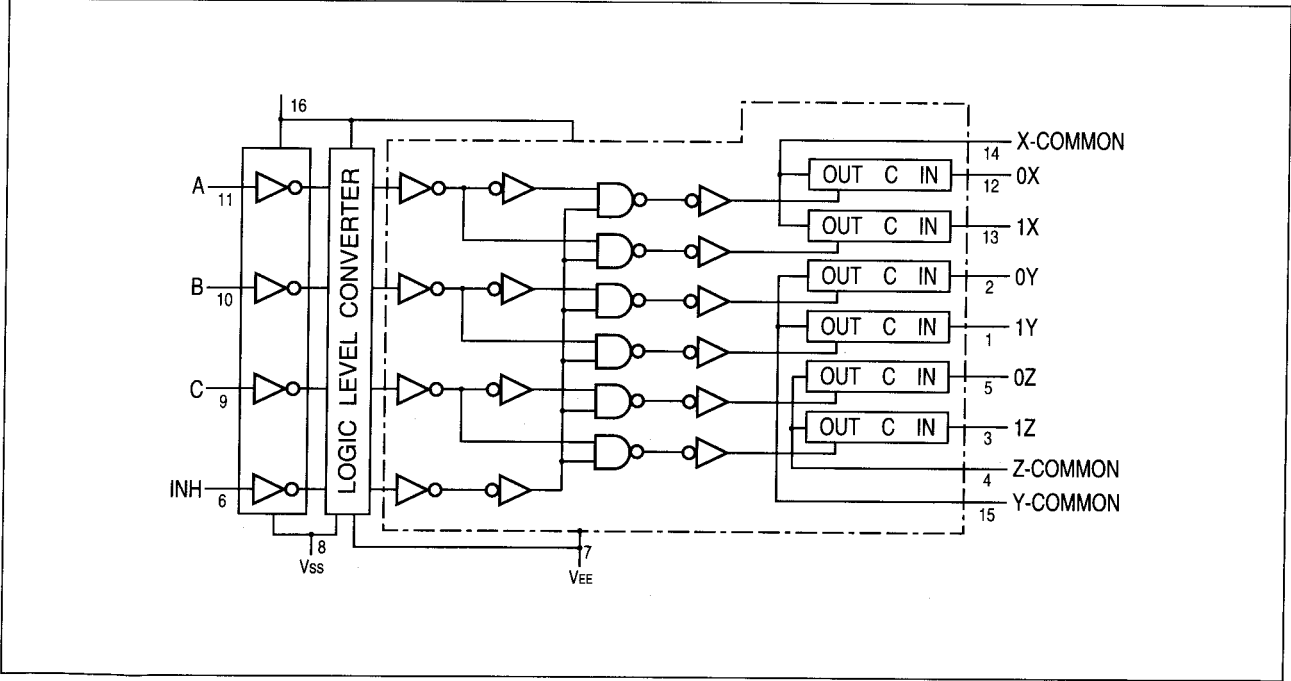 16
A
11
B
10
C
9
INH
6
LOGIC LEVEL CONVERTER
8
VSS
7
VEE
14
X-COMMON
OUT C IN
12
0X
OUT C IN
13
1X
OUT C IN
2
0Y
OUT C IN
1
1Y
OUT C IN
5
0Z
OUT C IN
3
1Z
4
Z-COMMON
15
Y-COMMON